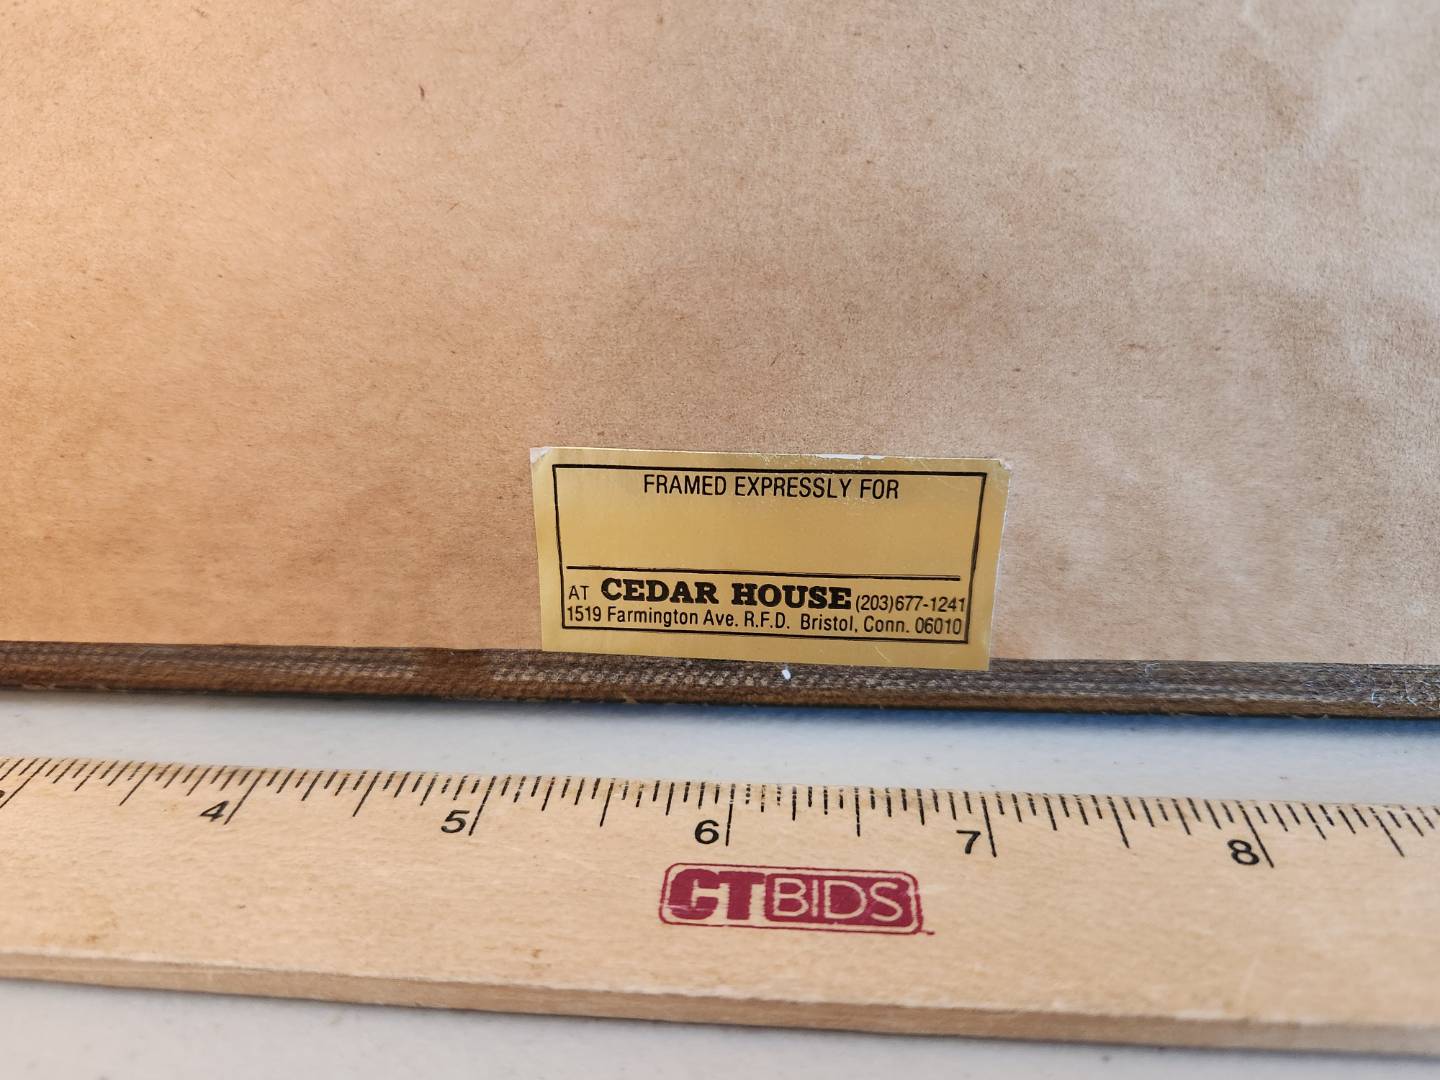 FRAMED EXPRESSLY FOR
AT CEDAR HOUSE (203)677-1241
1519 Farmington Ave. R.F.D. Bristol, Conn. 06010
4 5 6 7 8
CTBIDS